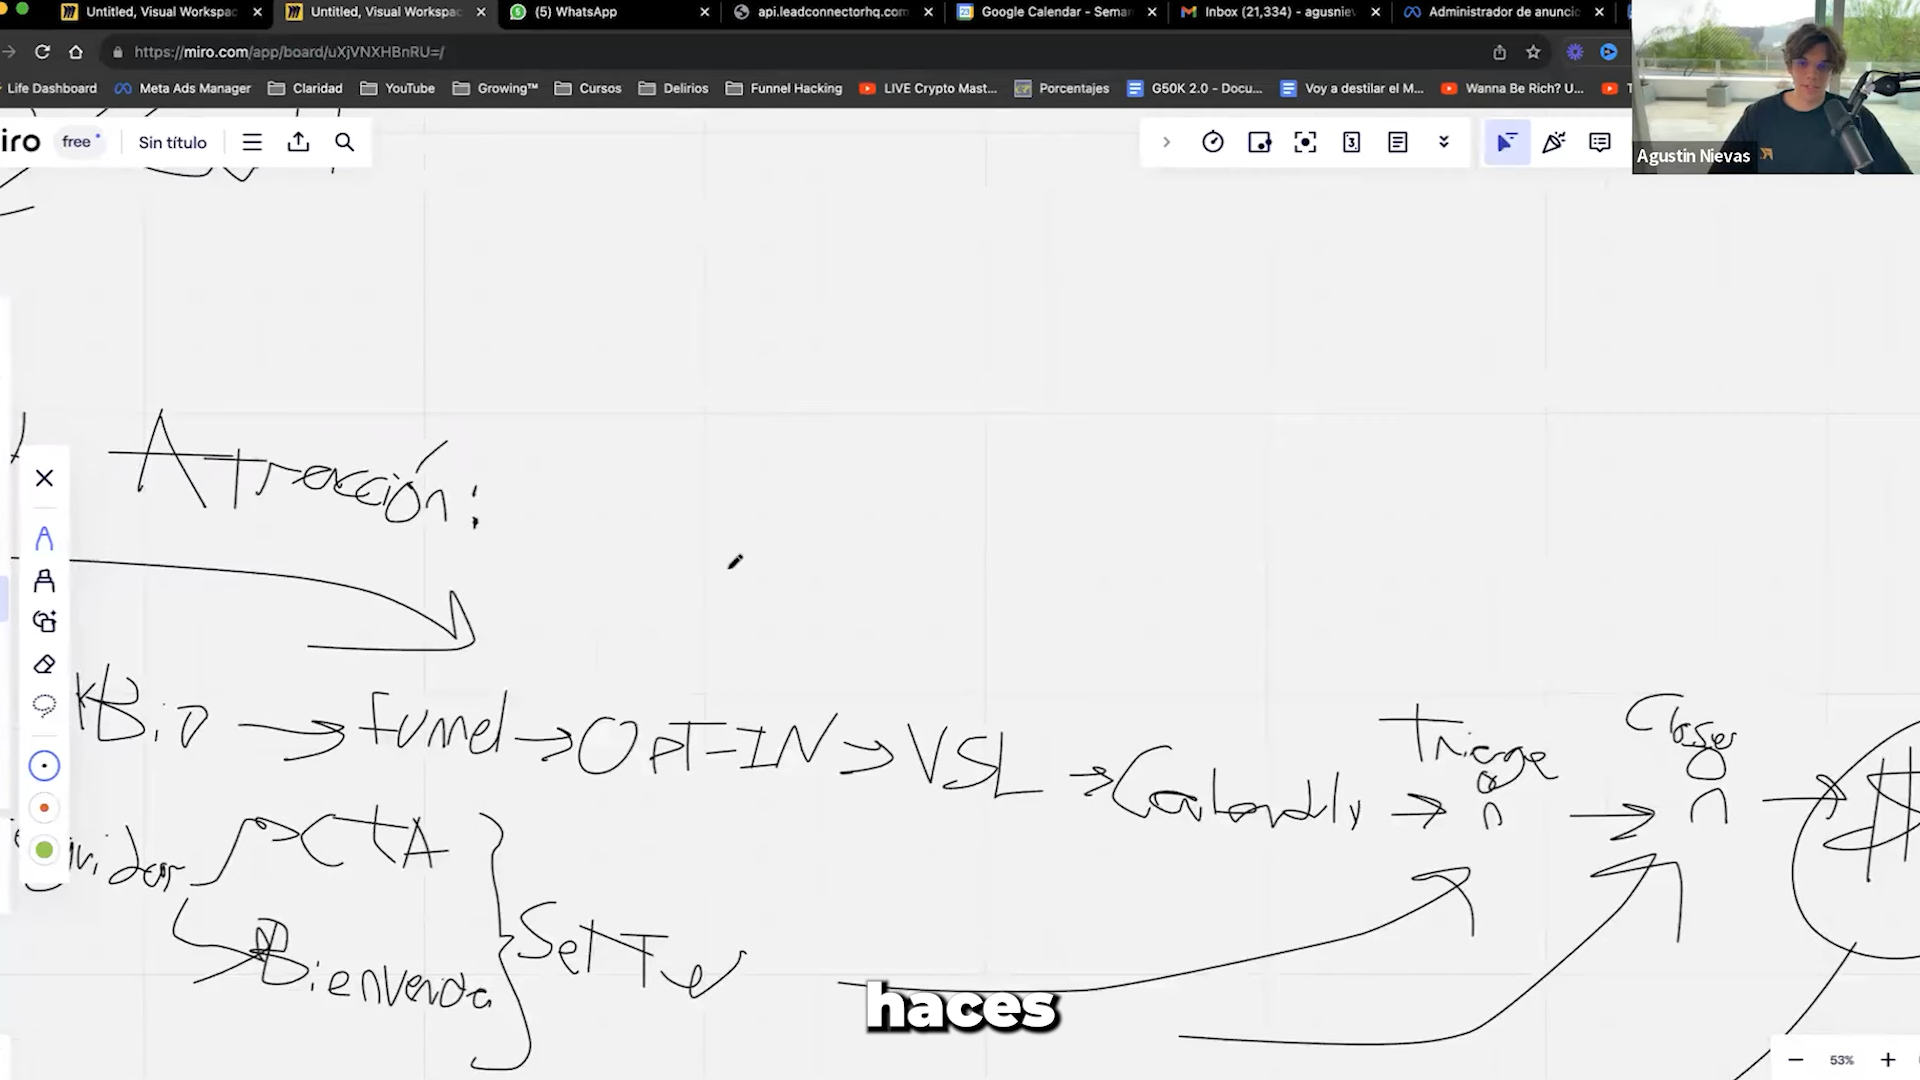 Untitled, Visual Workspac
Untitled, Visual Workspac
(5) WhatsApp
api.leadconnectorhq.com
Google Calendar - Semar
Inbox (21,334) - agusniev
Administrador de anuncio
https://miro.com/app/board/uXjVNXHBnRU=/
Life Dashboard
Meta Ads Manager
Claridad
YouTube
Growing™
Cursos
Delirios
Funnel Hacking
LIVE Crypto Mast...
Porcentajes
G50K 2.0 - Docu...
Voy a destilar el M...
Wanna Be Rich? U...
iro
free
Sin título
3
Agustin Nievas
Atracción:
Bio → Funnel → OPT-IN → VSL → Calendly → Triage → Closer → $
CTA
Bienvenida
Setter
haces
53%